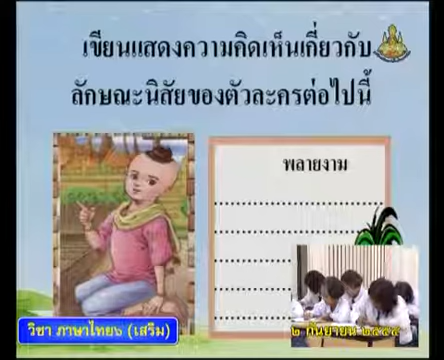 เขียนแสดงความคิดเห็นเกี่ยวกับ
ลักษณะนิสัยของตัวละครต่อไปนี้
พลายงาม
วิชา ภาษาไทย๖ (เสริม)
๒ กันยายน ๒๕๕๕